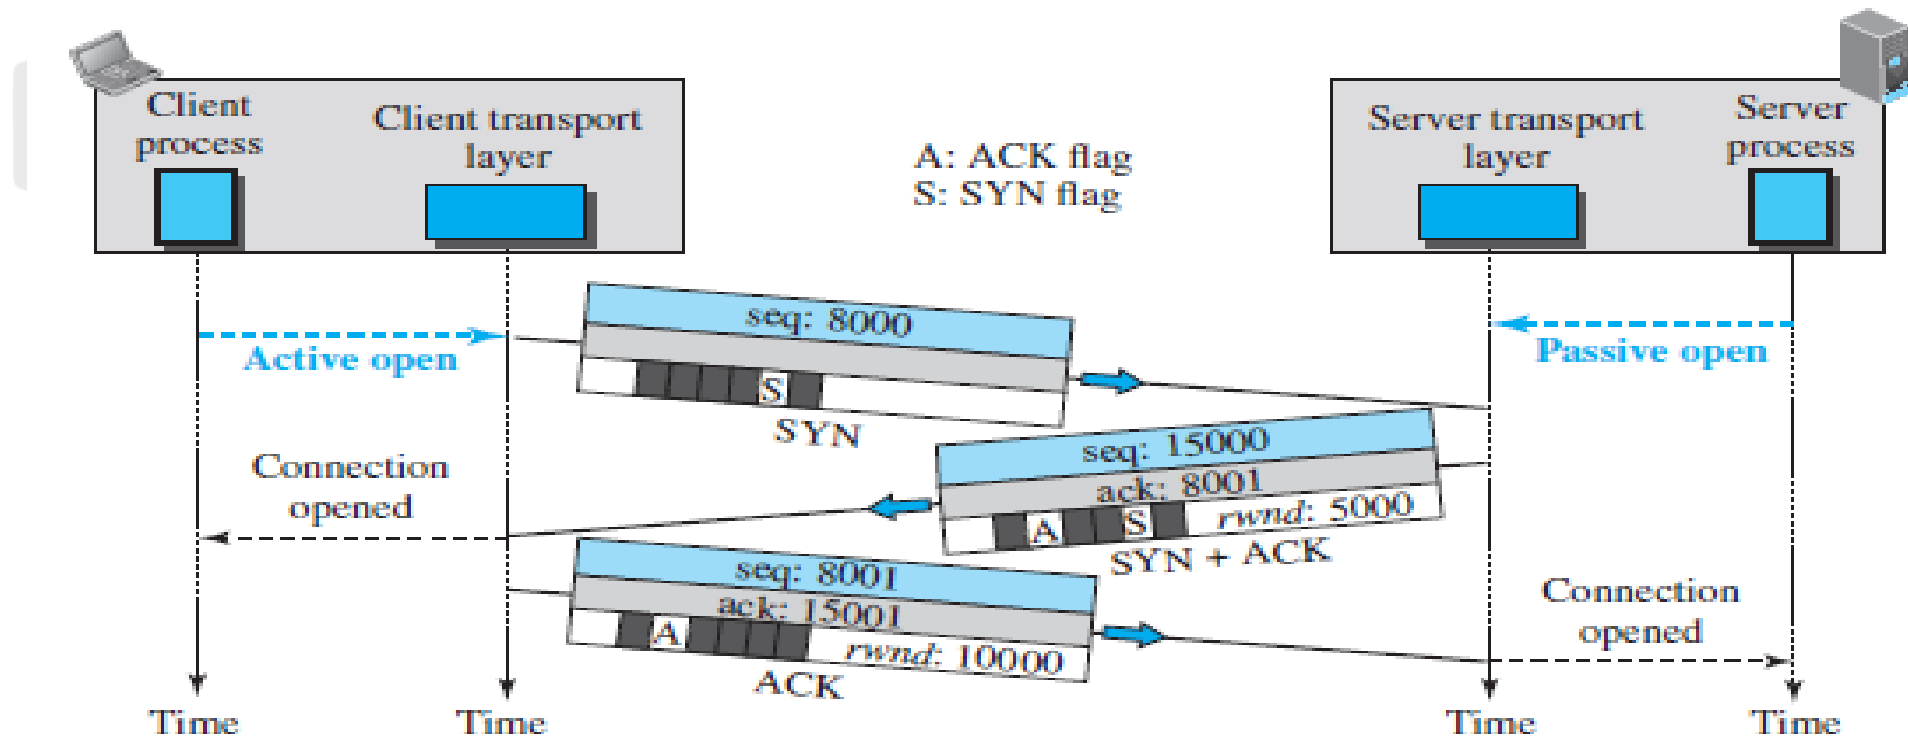 Client
process
Client transport
layer
A: ACK flag
S: SYN flag
Server transport
layer
Server
process
seq: 8000
Active open
Passive open
S
SYN
seq: 15000
Connection
opened
ack: 8001
A
S
rwnd: 5000
SYN + ACK
seq: 8001
ack: 15001
A
rwnd: 10000
ACK
Connection
opened
Time
Time
Time
Time